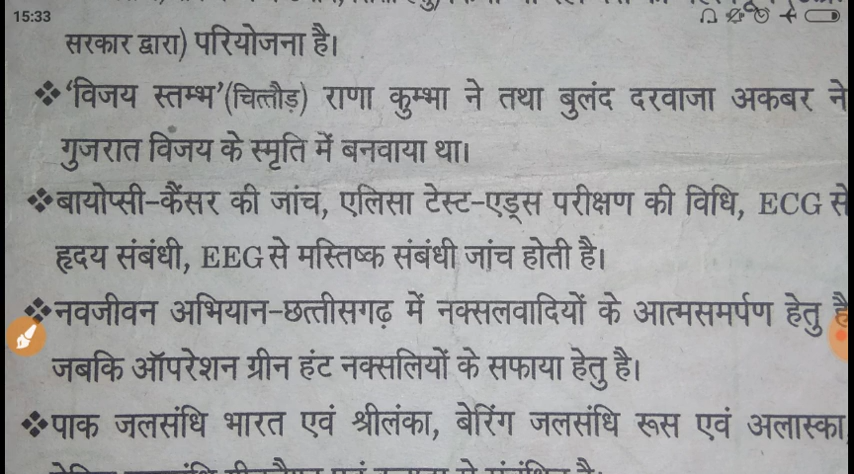 15:33
सरकार द्वारा) परियोजना है।
❖ 'विजय स्तम्भ' (चित्तौड़) राणा कुम्भा ने तथा बुलंद दरवाजा अकबर ने
गुजरात विजय के स्मृति में बनवाया था।
❖ बायोप्सी-कैंसर की जांच, एलिसा टेस्ट-एड्स परीक्षण की विधि, ECG से
हृदय संबंधी, EEG से मस्तिष्क संबंधी जांच होती है।
❖ नवजीवन अभियान-छत्तीसगढ़ में नक्सलवादियों के आत्मसमर्पण हेतु है
जबकि ऑपरेशन ग्रीन हंट नक्सलियों के सफाया हेतु है।
❖ पाक जलसंधि भारत एवं श्रीलंका, बेरिंग जलसंधि रूस एवं अलास्का,